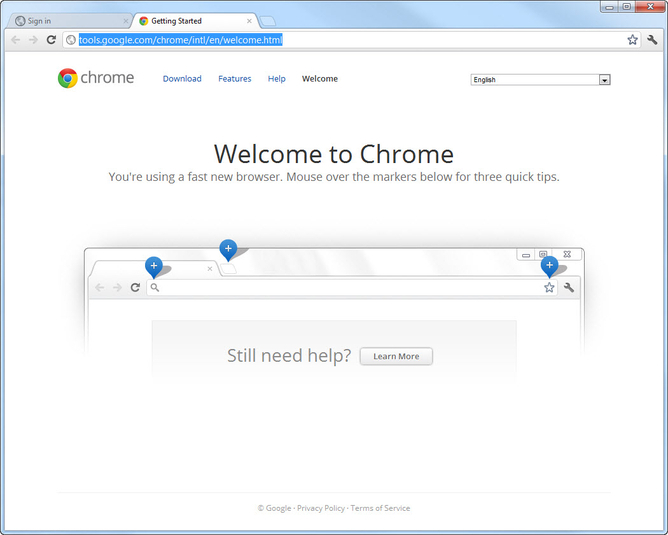 Sign in
Getting Started
tools.google.com/chrome/intl/en/welcome.html
chrome Download Features Help Welcome English
Welcome to Chrome
You're using a fast new browser. Mouse over the markers below for three quick tips.
Still need help? Learn More
© Google · Privacy Policy · Terms of Service